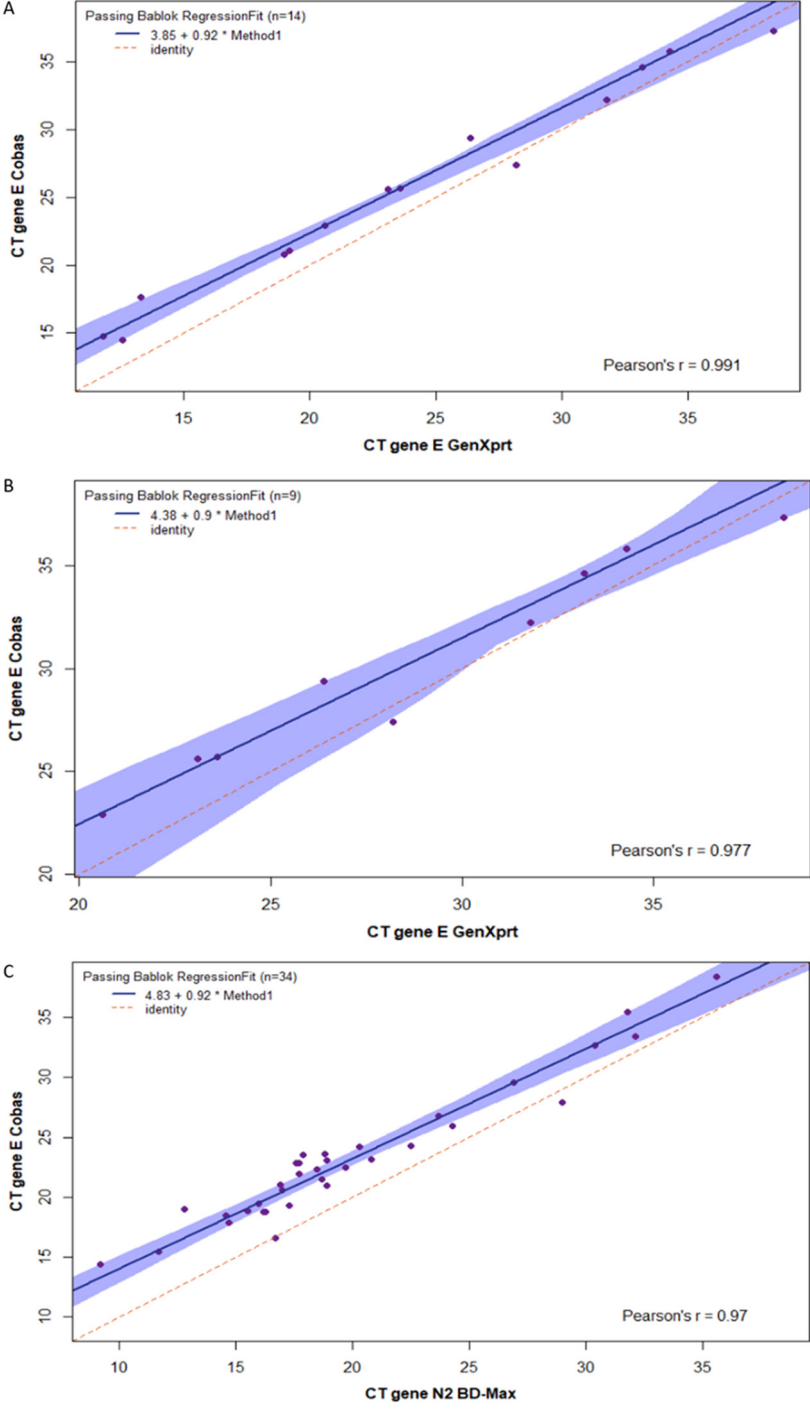 A
Passing Bablok RegressionFit (n=14)
3.85 + 0.92 * Method1
identity
35
30
25
20
15
CT gene E Cobas
Pearson's r = 0.991
15 20 25 30 35
CT gene E GenXprt
B
Passing Bablok RegressionFit (n=9)
4.38 + 0.9 * Method1
identity
35
30
25
20
CT gene E Cobas
Pearson's r = 0.977
20 25 30 35
CT gene E GenXprt
C
Passing Bablok RegressionFit (n=34)
4.83 + 0.92 * Method1
identity
35
30
25
20
15
10
CT gene E Cobas
Pearson's r = 0.97
10 15 20 25 30 35
CT gene N2 BD-Max